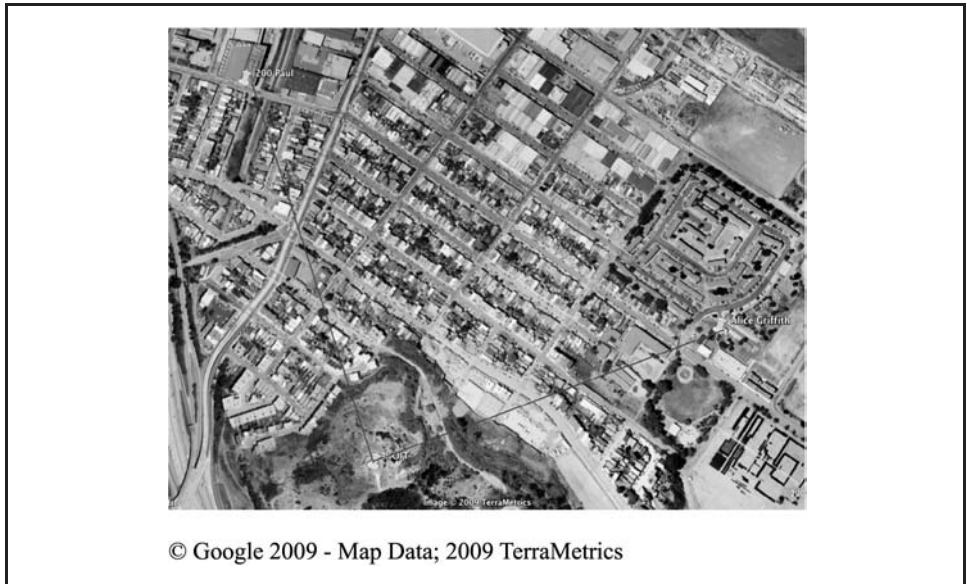 200 Paul
Alice Griffith
Image © 2009 TerraMetrics
© Google 2009 - Map Data; 2009 TerraMetrics